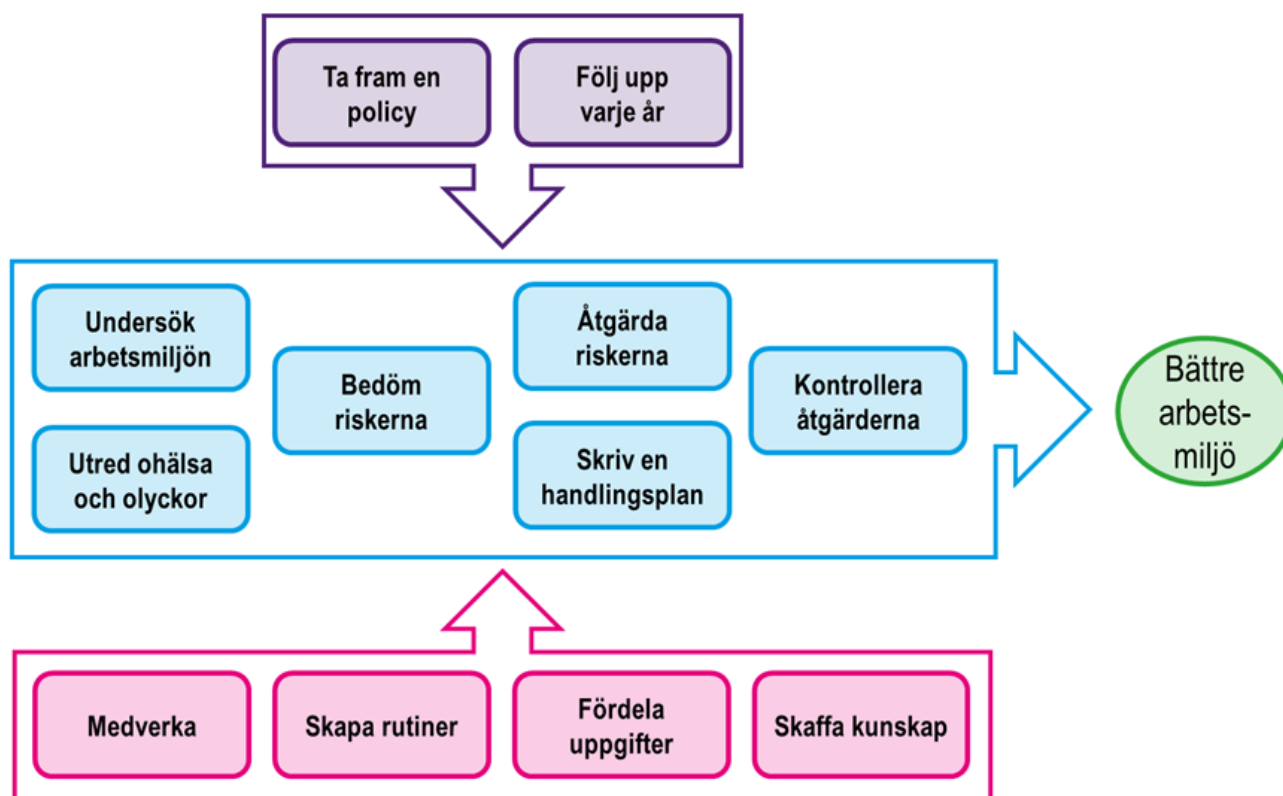 Ta fram en
policy
Följ upp
varje år
Undersök
arbetsmiljön
Utred ohälsa
och olyckor
Bedöm
riskerna
Åtgärda
riskerna
Skriv en
handlingsplan
Kontrollera
åtgärderna
Bättre
arbets-
miljö
Medverka
Skapa rutiner
Fördela
uppgifter
Skaffa kunskap